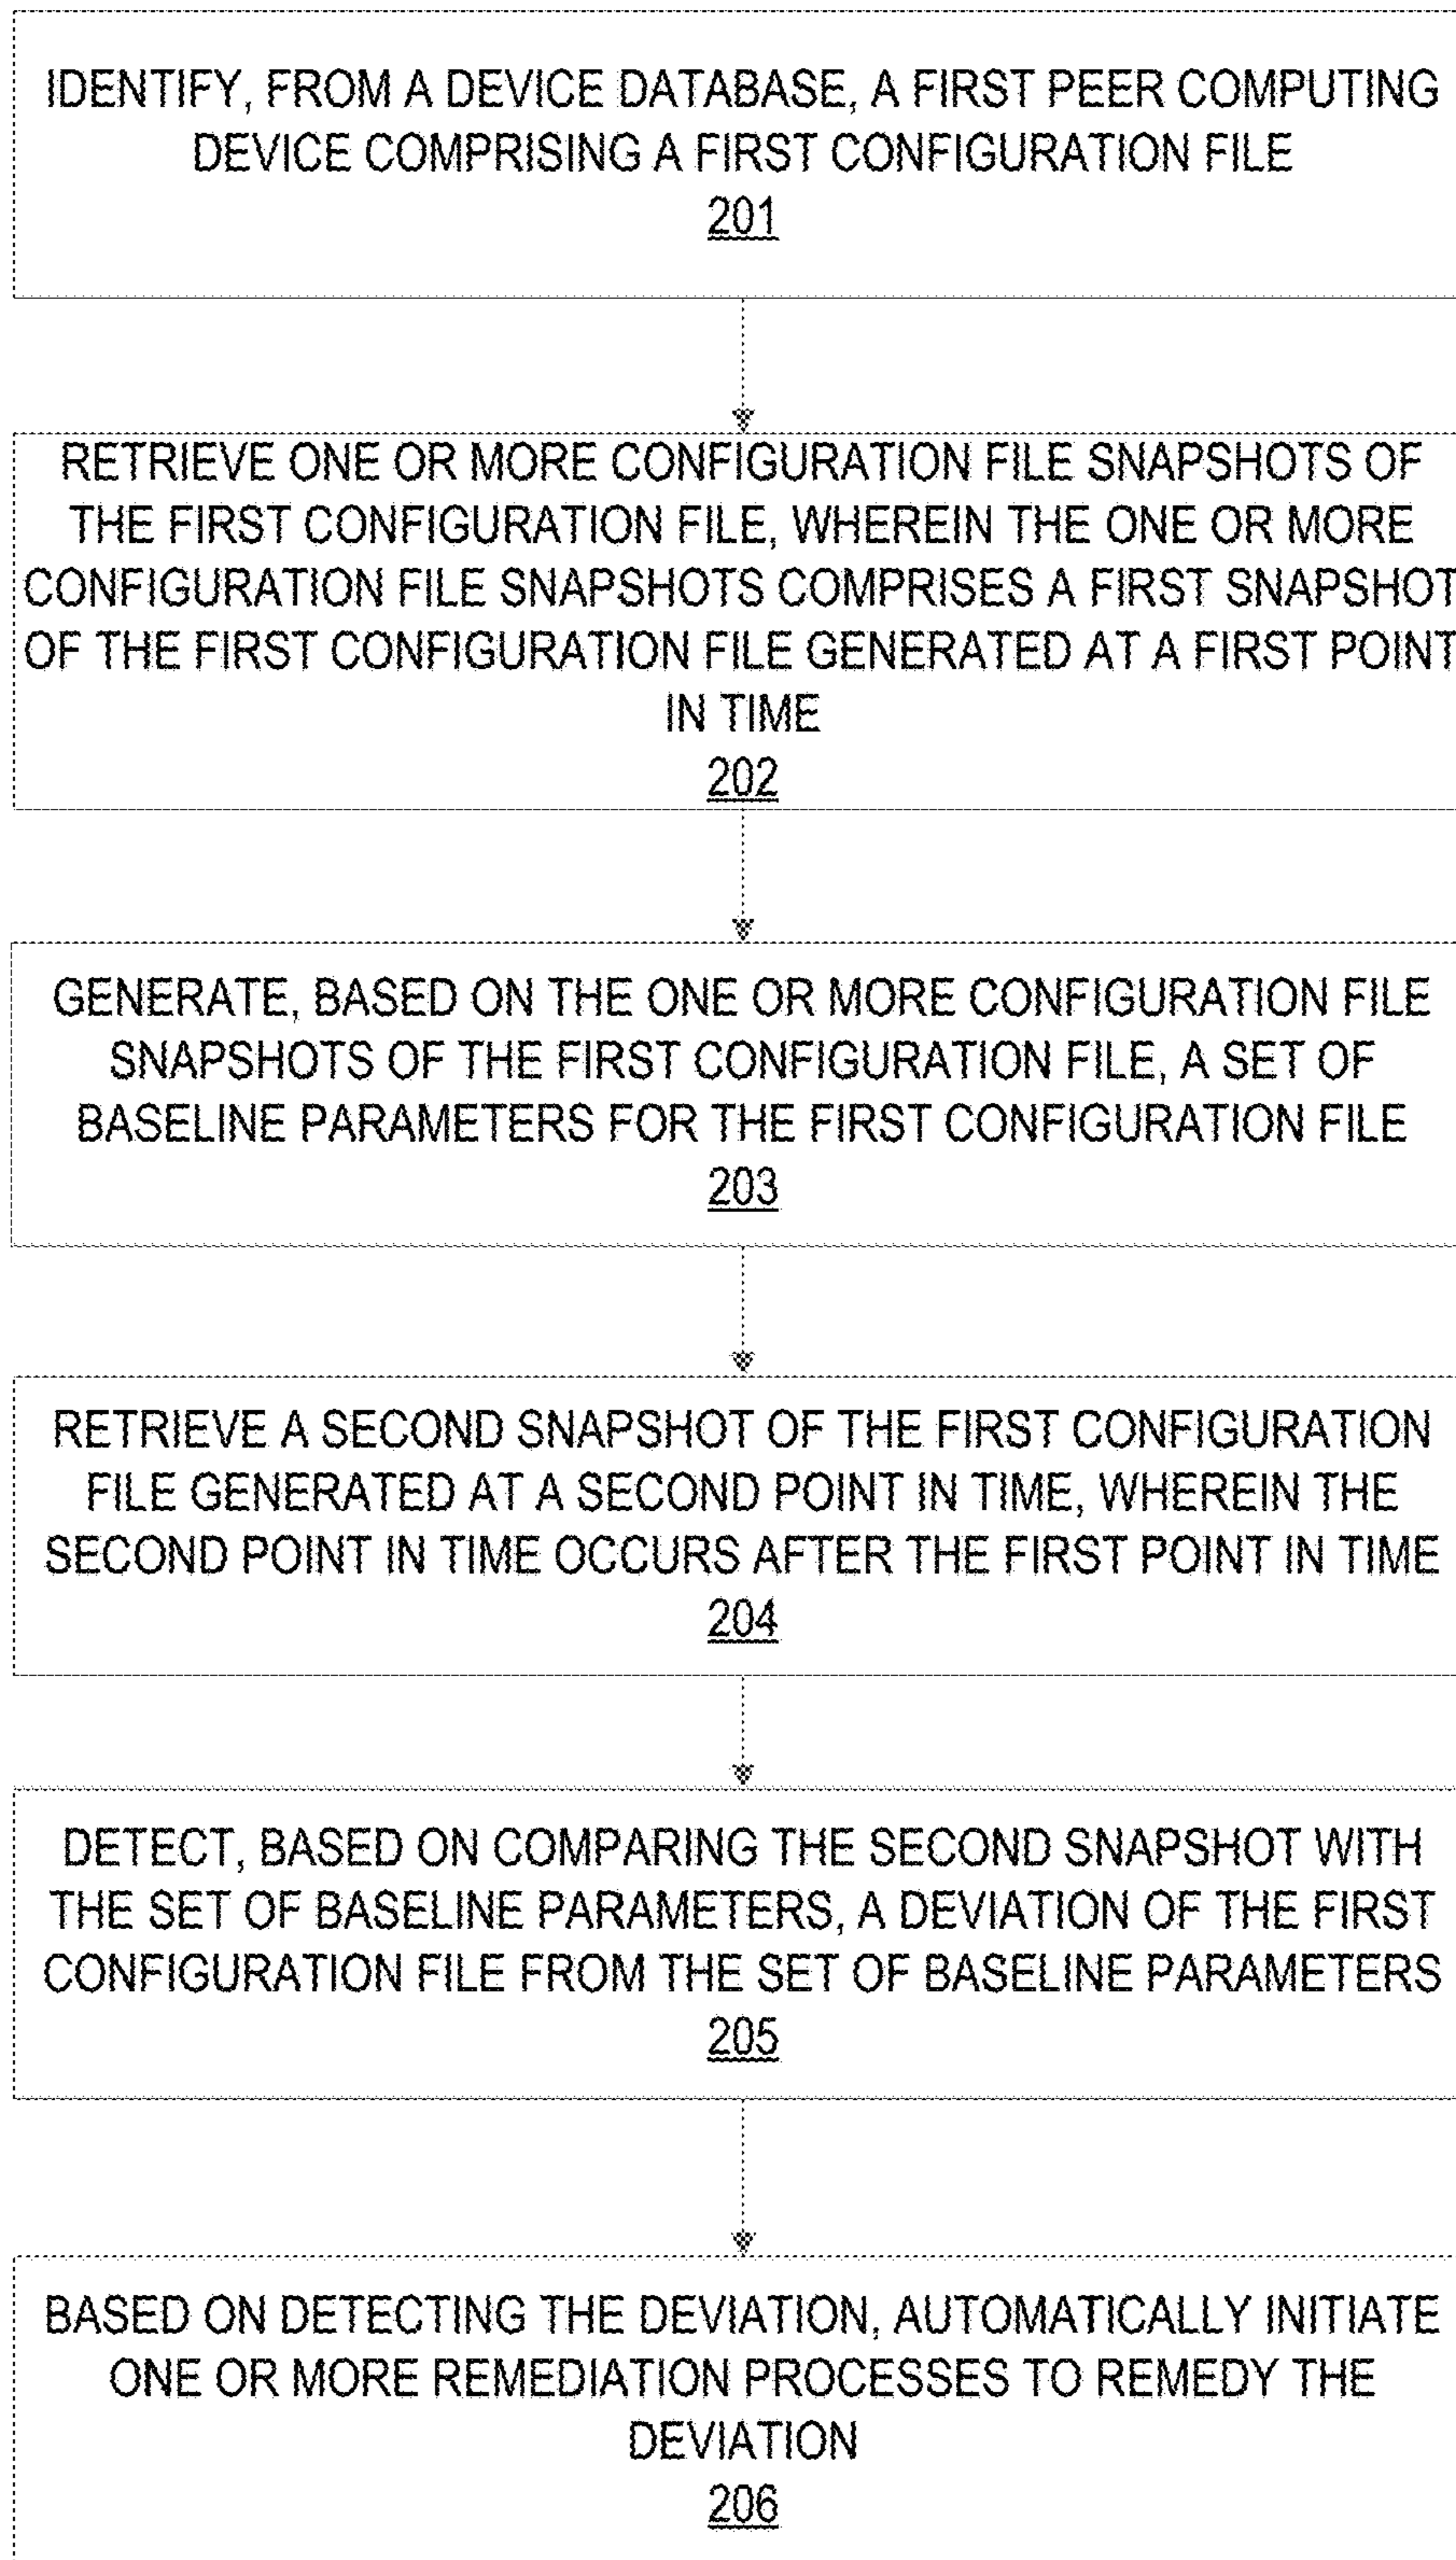 IDENTIFY, FROM A DEVICE DATABASE, A FIRST PEER COMPUTING
DEVICE COMPRISING A FIRST CONFIGURATION FILE
201
RETRIEVE ONE OR MORE CONFIGURATION FILE SNAPSHOTS OF
THE FIRST CONFIGURATION FILE, WHEREIN THE ONE OR MORE
CONFIGURATION FILE SNAPSHOTS COMPRISES A FIRST SNAPSHOT
OF THE FIRST CONFIGURATION FILE GENERATED AT A FIRST POINT
IN TIME
202
GENERATE, BASED ON THE ONE OR MORE CONFIGURATION FILE
SNAPSHOTS OF THE FIRST CONFIGURATION FILE, A SET OF
BASELINE PARAMETERS FOR THE FIRST CONFIGURATION FILE
203
RETRIEVE A SECOND SNAPSHOT OF THE FIRST CONFIGURATION
FILE GENERATED AT A SECOND POINT IN TIME, WHEREIN THE
SECOND POINT IN TIME OCCURS AFTER THE FIRST POINT IN TIME
204
DETECT, BASED ON COMPARING THE SECOND SNAPSHOT WITH
THE SET OF BASELINE PARAMETERS, A DEVIATION OF THE FIRST
CONFIGURATION FILE FROM THE SET OF BASELINE PARAMETERS
205
BASED ON DETECTING THE DEVIATION, AUTOMATICALLY INITIATE
ONE OR MORE REMEDIATION PROCESSES TO REMEDY THE
DEVIATION
206